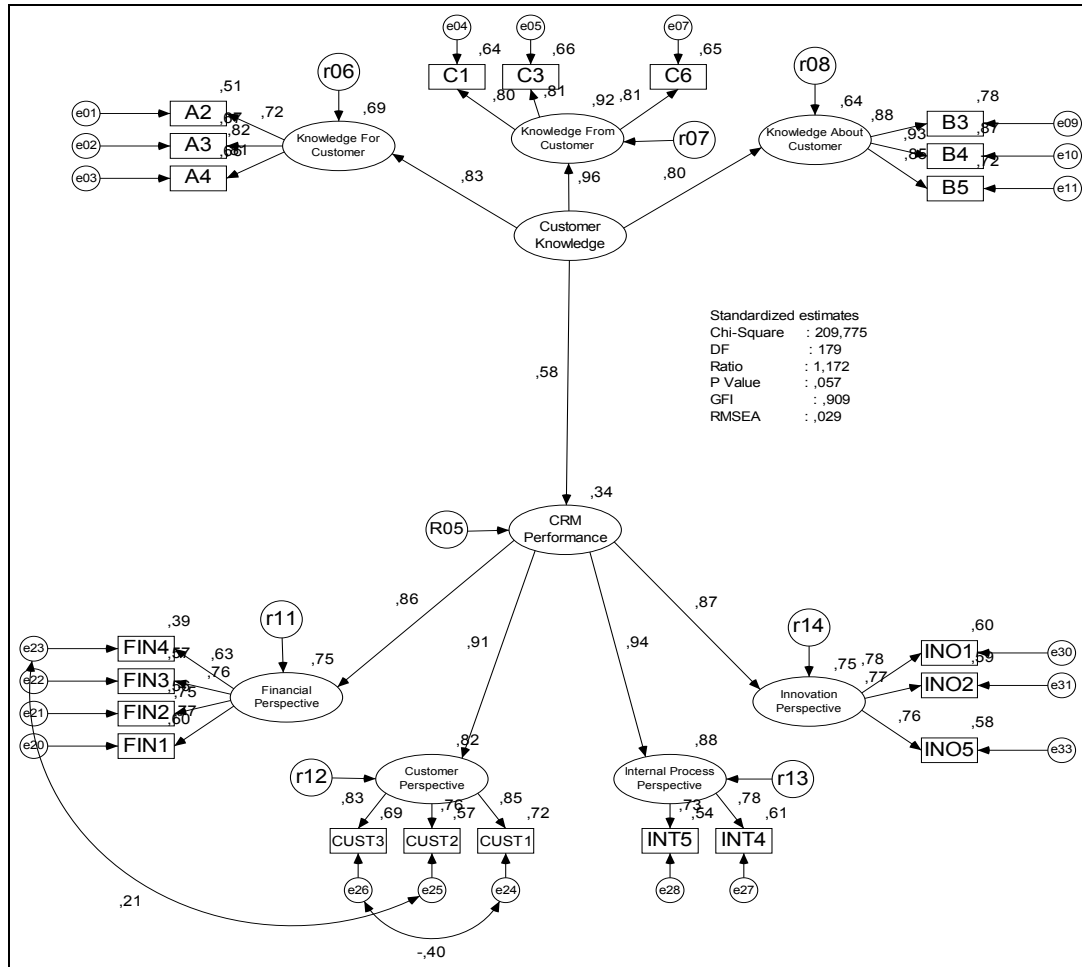 e04
e05
e07
,64
,66
,65
r06
C1
C3
C6
r08
,51
,80
,81
,92
,81
,78
e01
A2
,72
,69
,64
,88
B3
e09
,82
Knowledge For
Customer
Knowledge From
Customer
r07
Knowledge About
Customer
,93
,87
e02
A3
B4
e10
,85
,72
e03
A4
B5
e11
,83
,96
,80
Customer
Knowledge
Standardized estimates
Chi-Square : 209,775
DF : 179
Ratio : 1,172
P Value : ,057
GFI : ,909
RMSEA : ,029
,58
,34
R05
CRM
Performance
,86
,87
,91
,94
r11
r14
,39
,60
e23
FIN4
,63
,75
,75
,78
INO1
e30
,57
,76
,59
e22
FIN3
Financial
Perspective
Innovation
Perspective
,77
INO2
e31
,75
e21
FIN2
,77
,76
,58
,60
e20
FIN1
INO5
e33
,82
,88
r12
Customer
Perspective
Internal Process
Perspective
r13
,83
,76
,85
,73
,78
,69
,57
,72
,54
,61
CUST3
CUST2
CUST1
INT5
INT4
e26
e25
e24
e28
e27
,21
-,40